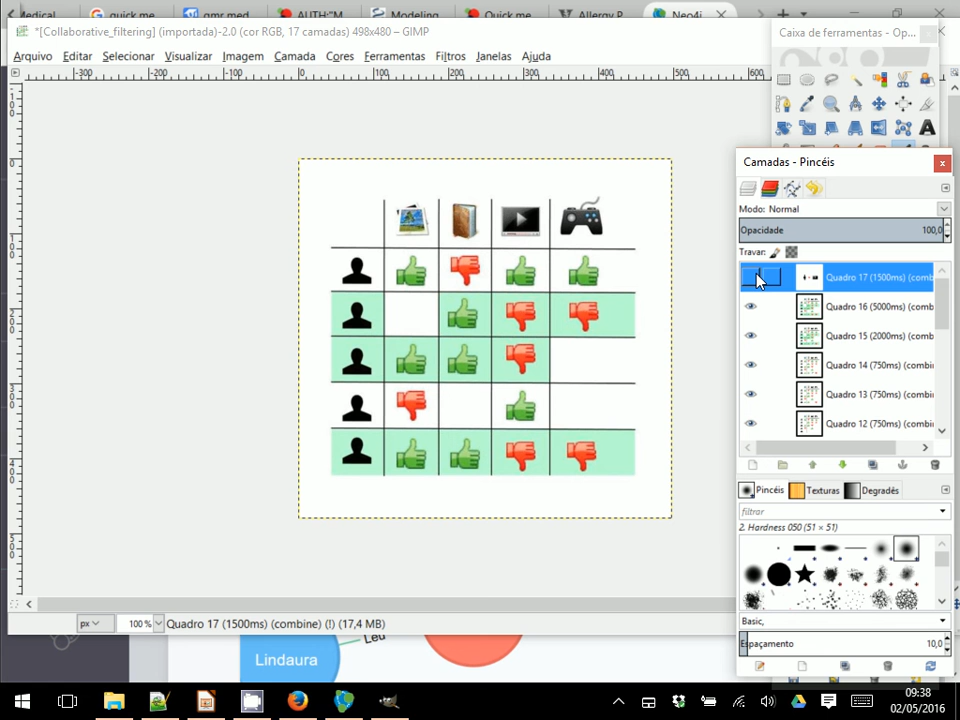 Medical
quick me
gmr med
AUTH:"M
Modeling
Quick me
Allergy P
Neo4j
*[Collaborative_filtering] (importada)-2.0 (cor RGB, 17 camadas) 498x480 – GIMP
Arquivo Editar Selecionar Visualizar Imagem Camada Cores Ferramentas Filtros Janelas Ajuda
-300 -200 -100 0 100 200 300 400 500 600
Caixa de ferramentas - Op...
Camadas - Pincéis
Modo: Normal
Opacidade 100,0
Travar:
Quadro 17 (1500ms) (comb
Quadro 16 (5000ms) (comb
Quadro 15 (2000ms) (comb
Quadro 14 (750ms) (combi
Quadro 13 (750ms) (combi
Quadro 12 (750ms) (combi
Pincéis Texturas Degradês
filtrar
2. Hardness 050 (51 × 51)
Basic,
Espaçamento 10,0
px 100 % Quadro 17 (1500ms) (combine) (!) (17,4 MB)
Leu
Lindaura
09:38
02/05/2016